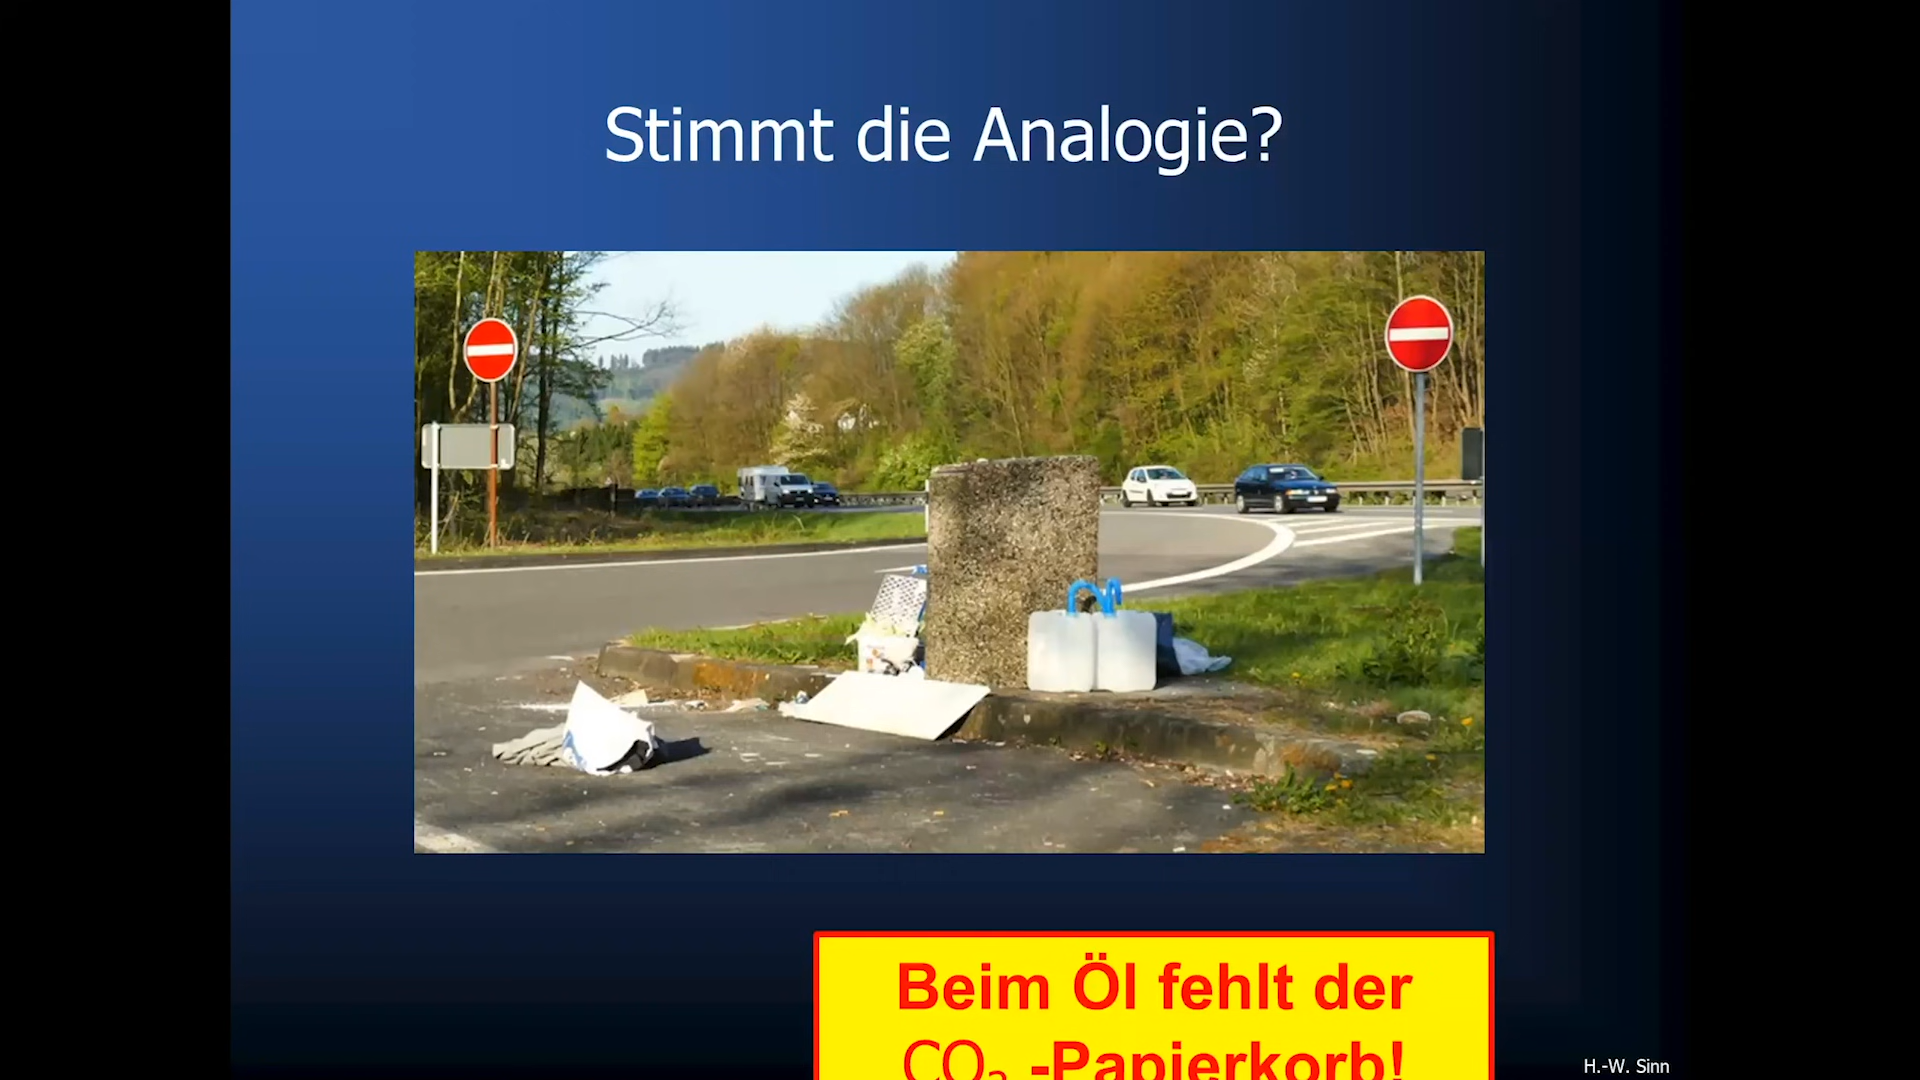 Stimmt die Analogie?
Beim Öl fehlt der
CO₂ -Papierkorb!
H.-W. Sinn